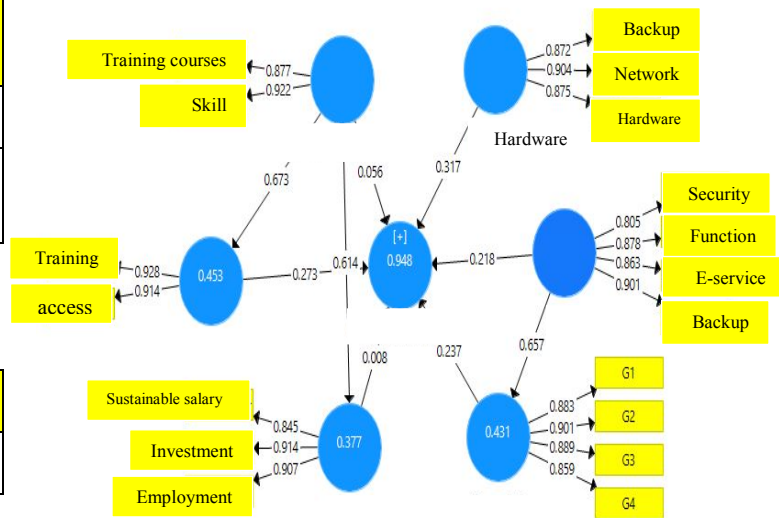 Training courses
Skill
0.877
0.922
Backup
Network
Hardware
0.872
0.904
0.875
Hardware
0.673
0.056
0.317
Security
Function
E-service
Backup
0.805
0.878
0.863
0.901
Training
access
0.928
0.914
0.453
0.273
0.614
[+]
0.948
0.218
0.657
0.008
0.237
Sustainable salary
Investment
Employment
0.845
0.914
0.907
0.377
0.431
0.883
0.901
0.889
0.859
G1
G2
G3
G4